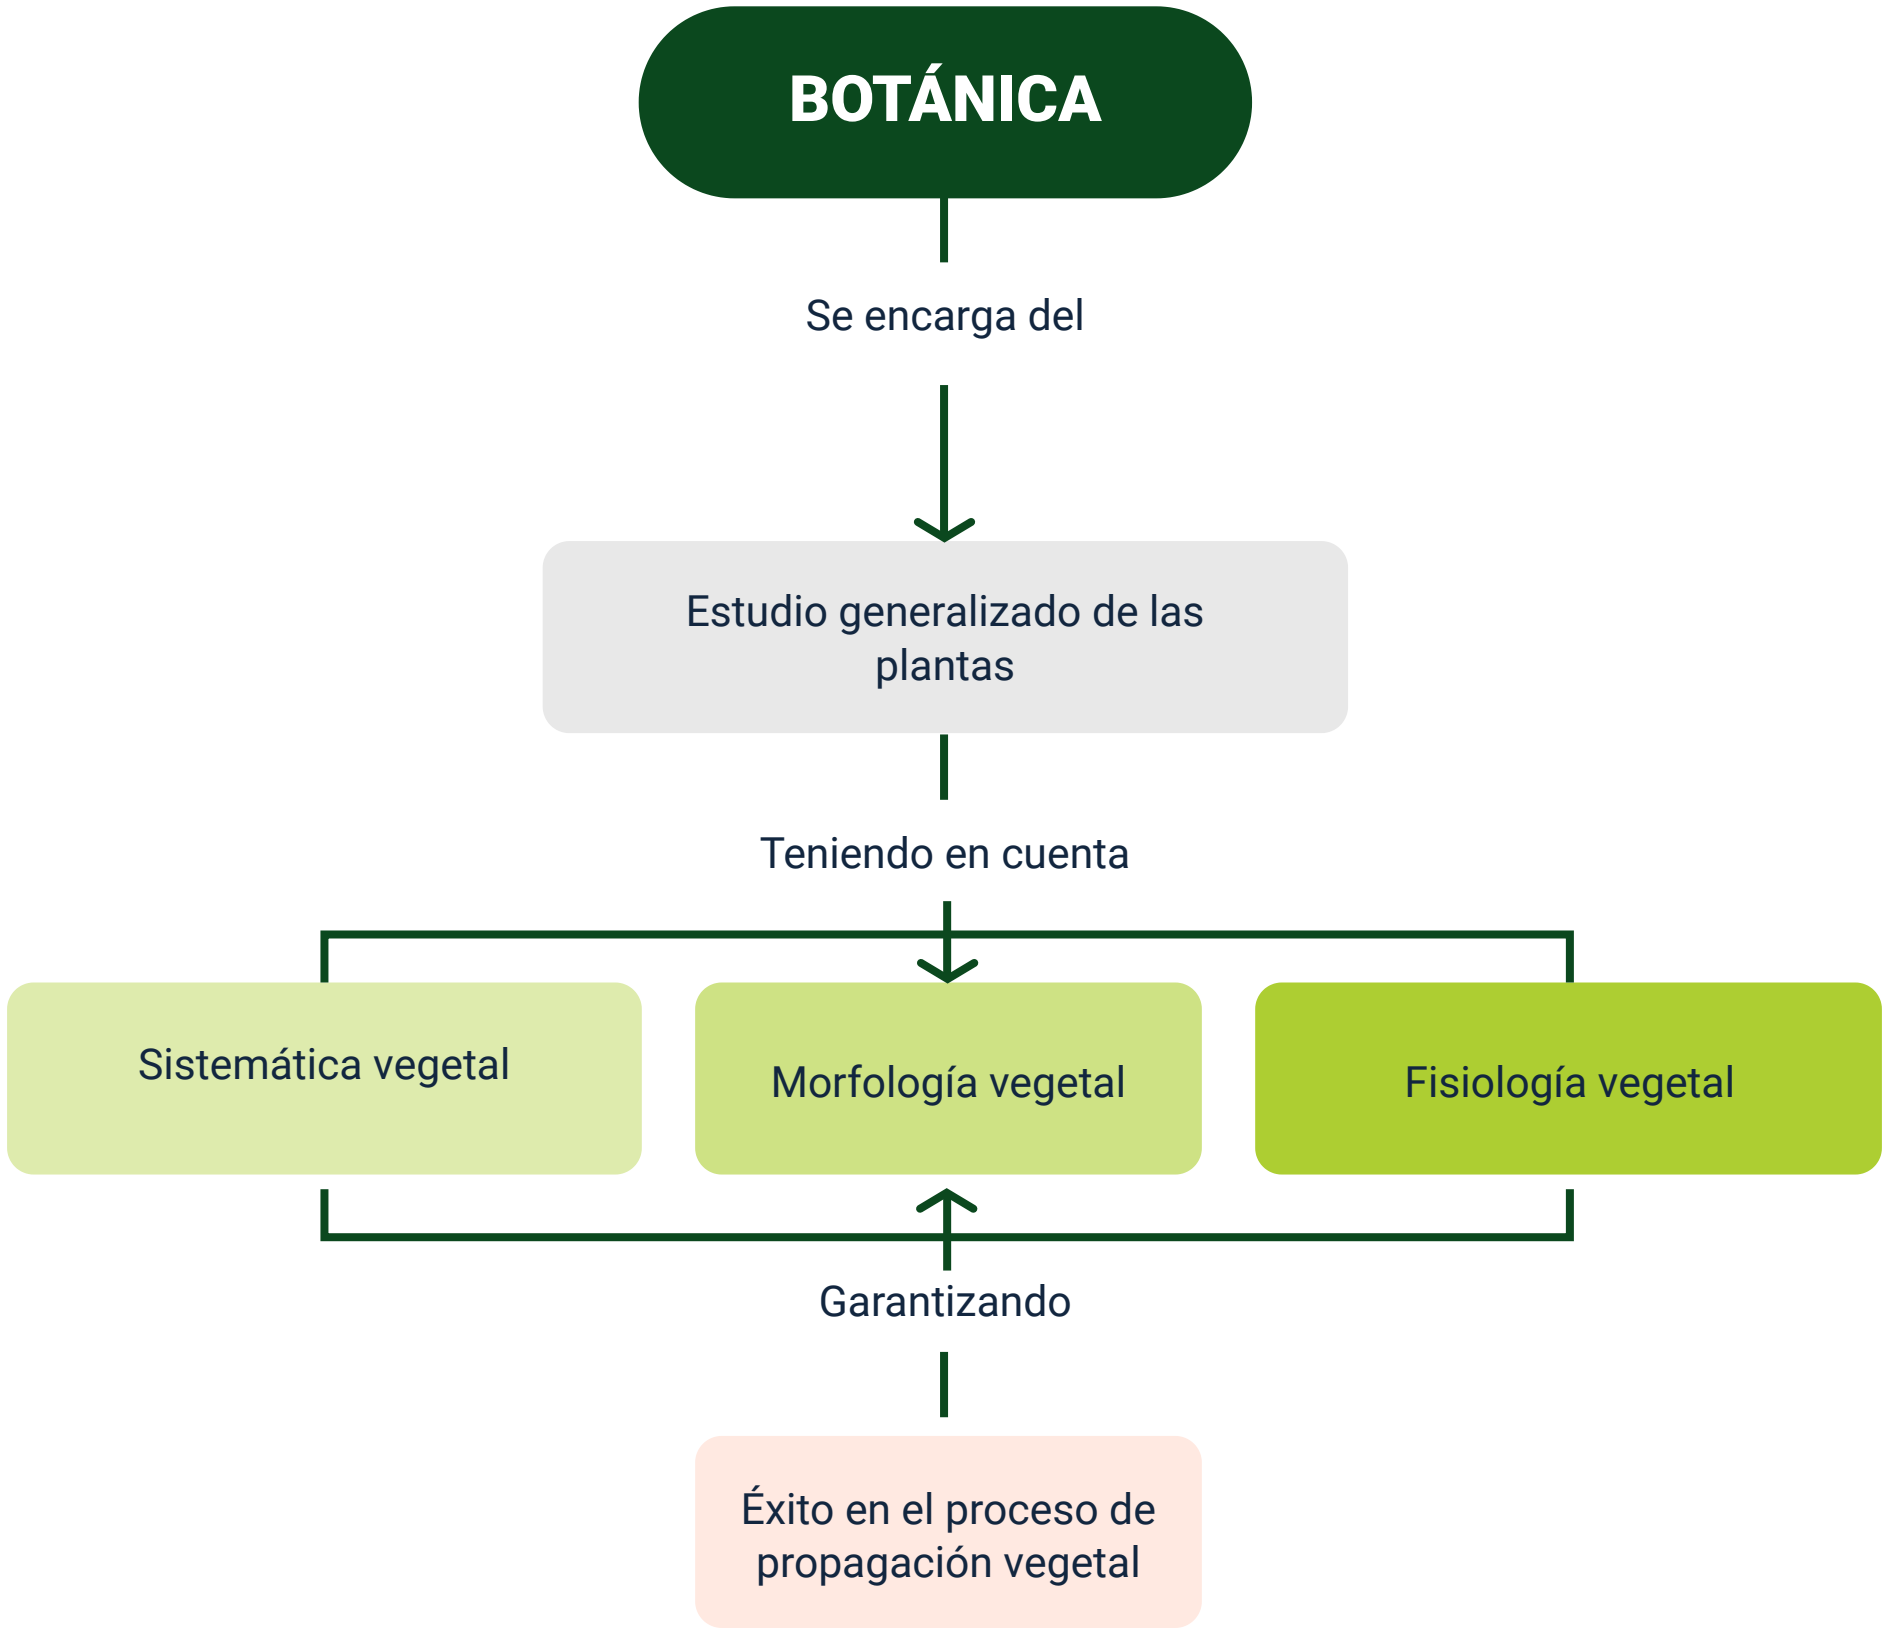 BOTÁNICA
Se encarga del
Estudio generalizado de las
plantas
Teniendo en cuenta
Sistemática vegetal
Morfología vegetal
Fisiología vegetal
Garantizando
Éxito en el proceso de
propagación vegetal